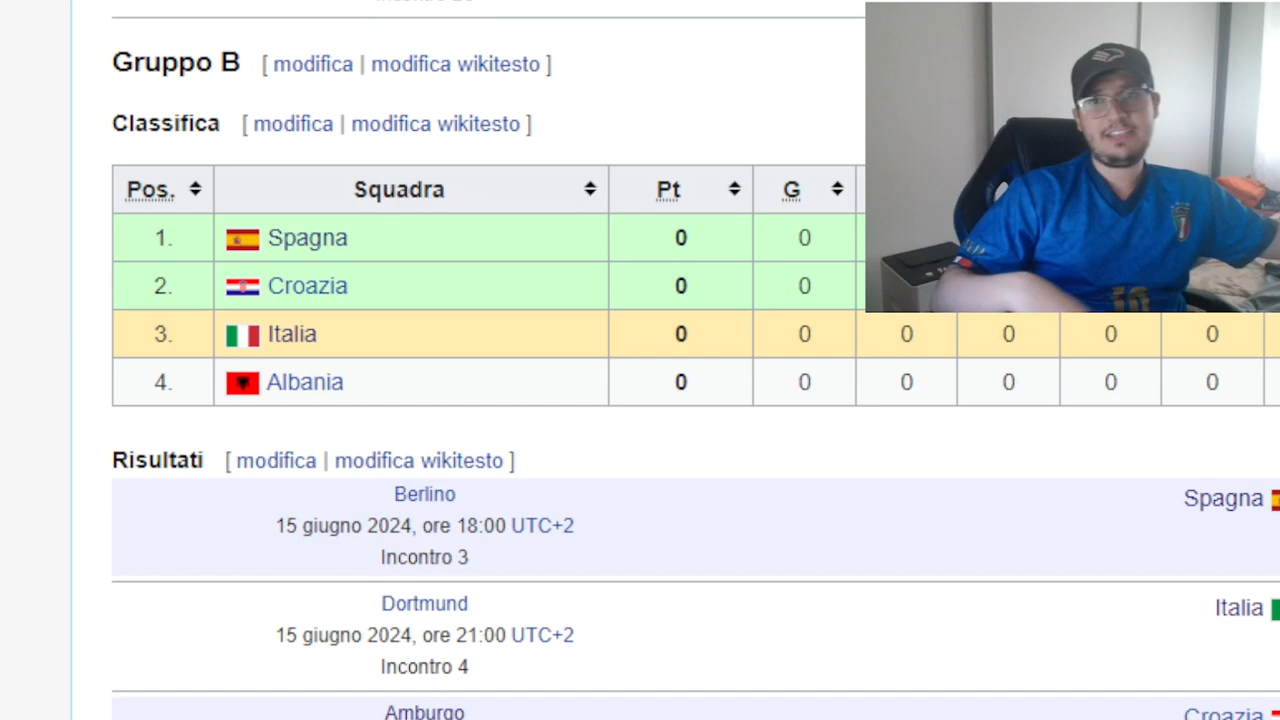 Gruppo B [ modifica | modifica wikitesto ]
Classifica [ modifica | modifica wikitesto ]
Pos. Squadra Pt G
1. Spagna 0 0
2. Croazia 0 0
3. Italia 0 0 0 0 0 0
4. Albania 0 0 0 0 0 0
Risultati [ modifica | modifica wikitesto ]
Berlino
15 giugno 2024, ore 18:00 UTC+2
Incontro 3
Spagna
Dortmund
15 giugno 2024, ore 21:00 UTC+2
Incontro 4
Italia
Amburgo
Croazia
10